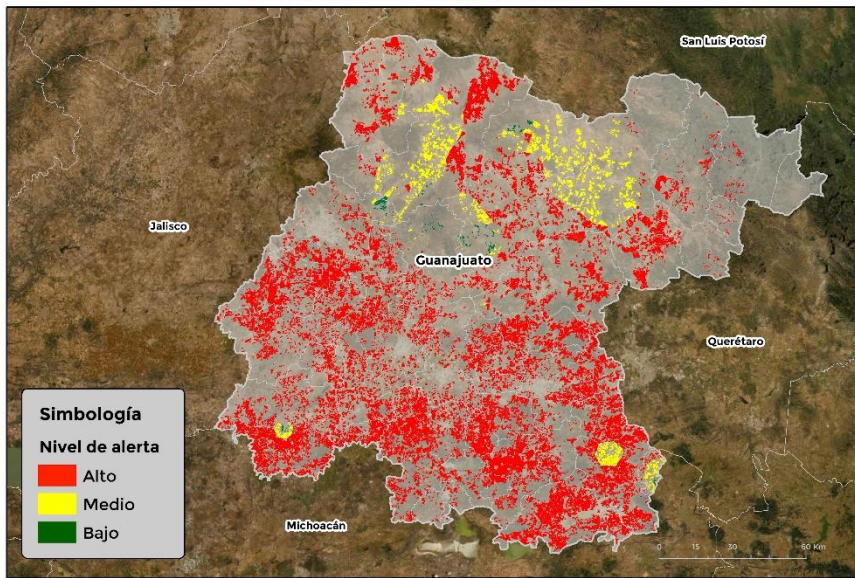 San Luis Potosí
Jalisco
Guanajuato
Querétaro
Simbología
Nivel de alerta
Alto
Medio
Bajo
Michoacán
0 15 30 60 Km